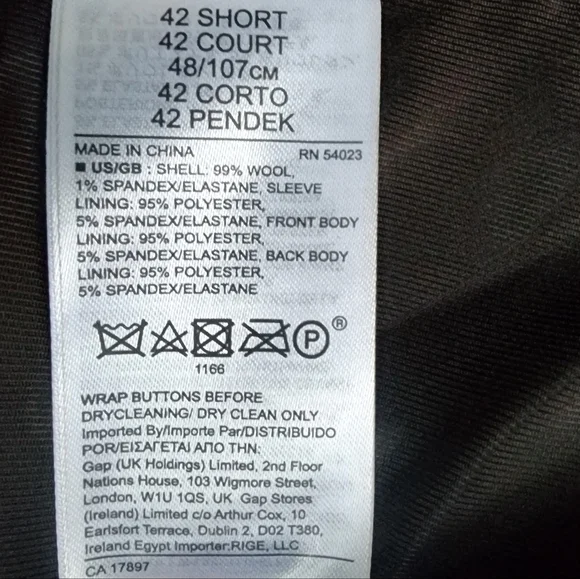 42 SHORT
42 COURT
48/107CM
42 CORTO
42 PENDEK
MADE IN CHINA RN 54023
■ US/GB : SHELL: 99% WOOL,
1% SPANDEX/ELASTANE, SLEEVE
LINING: 95% POLYESTER,
5% SPANDEX/ELASTANE, FRONT BODY
LINING: 95% POLYESTER,
5% SPANDEX/ELASTANE, BACK BODY
LINING: 95% POLYESTER,
5% SPANDEX/ELASTANE
P ®
1166
WRAP BUTTONS BEFORE
DRYCLEANING/ DRY CLEAN ONLY
Imported By/Importe Par/DISTRIBUIDO
POR/ΕΙΣΑΓΕΤΑΙ ΑΠΟ ΤΗΝ:
Gap (UK Holdings) Limited, 2nd Floor
Nations House, 103 Wigmore Street,
London, W1U 1QS, UK Gap Stores
(Ireland) Limited c/o Arthur Cox, 10
Earlsfort Terrace, Dublin 2, D02 T380,
Ireland Egypt Importer:RIGE, LLC
CA 17897